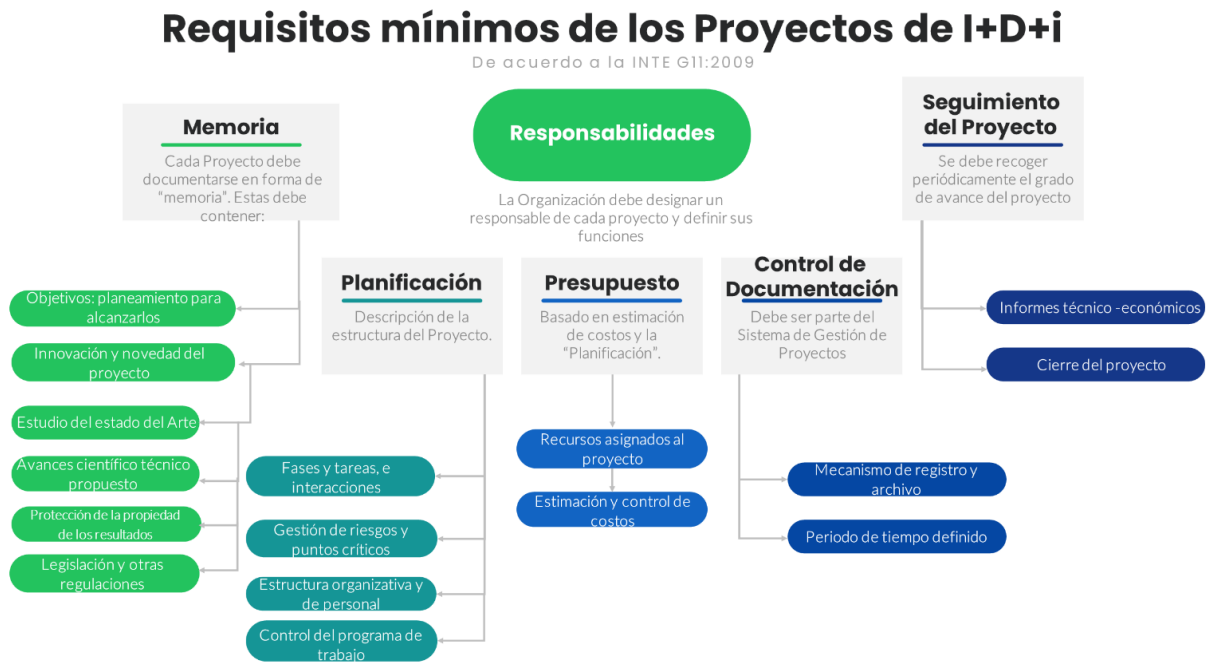 Requisitos mínimos de los Proyectos de I+D+i
De acuerdo a la INTE G11:2009
Memoria
Cada Proyecto debe
documentarse en forma de
“memoria”. Estas debe
contener:
Objetivos: planeamiento para
alcanzarlos
Innovación y novedad del
proyecto
Estudio del estado del Arte
Avances científico técnico
propuesto
Protección de la propiedad
de los resultados
Legislación y otras
regulaciones
Responsabilidades
La Organización debe designar un
responsable de cada proyecto y definir sus
funciones
Planificación
Descripción de la
estructura del Proyecto.
Fases y tareas, e
interacciones
Gestión de riesgos y
puntos críticos
Estructura organizativa y
de personal
Control del programa de
trabajo
Presupuesto
Basado en estimación
de costos y la
“Planificación”.
Recursos asignados al
proyecto
Estimación y control de
costos
Control de
Documentación
Debe ser parte del
Sistema de Gestión de
Proyectos
Mecanismo de registro y
archivo
Periodo de tiempo definido
Seguimiento
del Proyecto
Se debe recoger
periódicamente el grado
de avance del proyecto
Informes técnico -económicos
Cierre del proyecto